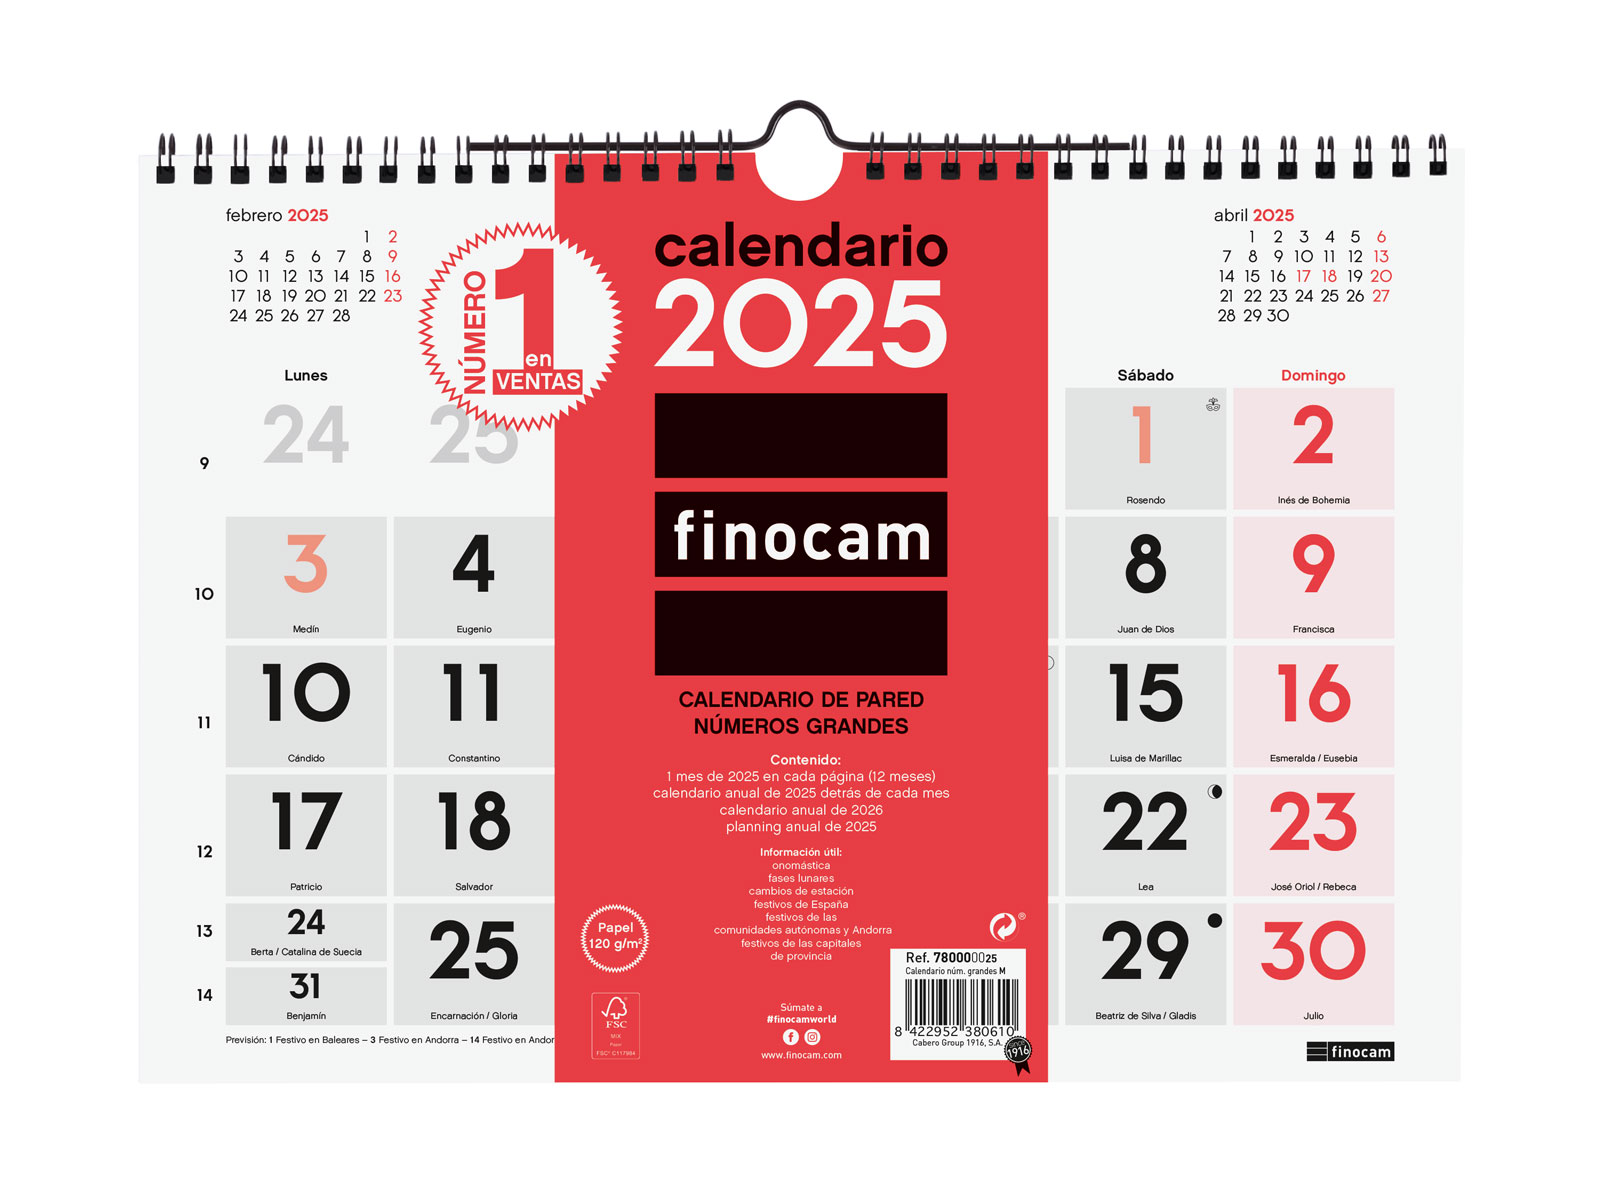 febrero 2025
1 2
3 4 5 6 7 8 9
10 11 12 13 14 15 16
17 18 19 20 21 22 23
24 25 26 27 28
NÚMERO 1 en VENTAS
calendario
2025
abril 2025
1 2 3 4 5 6
7 8 9 10 11 12 13
14 15 16 17 18 19 20
21 22 23 24 25 26 27
28 29 30
Lunes
Sábado
Domingo
9
24
25
1
Rosendo
2
Inés de Bohemia
10
3
Medín
4
Eugenio
8
Juan de Dios
9
Francisca
11
10
Cándido
11
Constantino
15
Luisa de Marillac
16
Esmeralda / Eusebia
12
17
Patricio
18
Salvador
22
Lea
23
José Oriol / Rebeca
13
24
Berta / Catalina de Suecia
14
31
Benjamín
25
Encarnación / Gloria
29
Beatriz de Silva / Gladis
30
Julio
Previsión: 1 Festivo en Baleares – 3 Festivo en Andorra – 14 Festivo en Andor
finocam
CALENDARIO DE PARED
NÚMEROS GRANDES
Contenido:
1 mes de 2025 en cada página (12 meses)
calendario anual de 2025 detrás de cada mes
calendario anual de 2026
planning anual de 2025
Información útil:
onomástica
fases lunares
cambios de estación
festivos de España
festivos de las
comunidades autónomas y Andorra
festivos de las capitales
de provincia
Papel
120 g/m²
FSC
MIX
Papel
FSC® C117984
Súmate a
#finocamworld
www.finocam.com
®
Ref. 780000025
Calendario núm. grandes M
8 422952 380610
Cabero Group 1916, S.A.
SINCE
1916
finocam